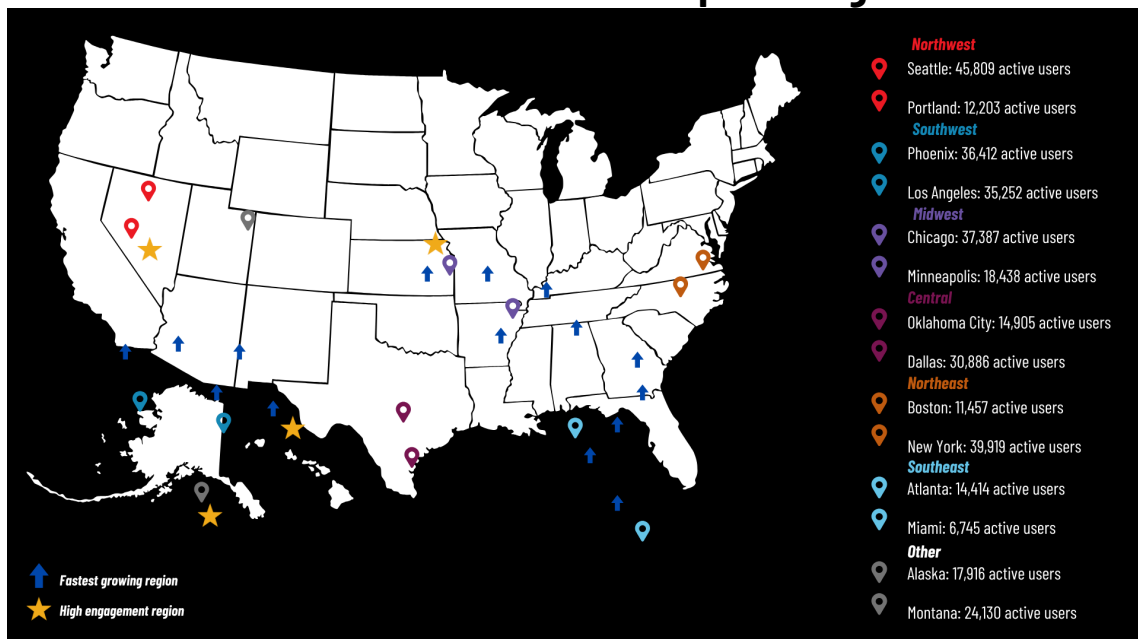 Northwest
Seattle: 45,809 active users
Portland: 12,203 active users
Southwest
Phoenix: 36,412 active users
Los Angeles: 35,252 active users
Midwest
Chicago: 37,387 active users
Minneapolis: 18,438 active users
Central
Oklahoma City: 14,905 active users
Dallas: 30,886 active users
Northeast
Boston: 11,457 active users
New York: 39,919 active users
Southeast
Atlanta: 14,414 active users
Miami: 6,745 active users
Other
Alaska: 17,916 active users
Montana: 24,130 active users
Fastest growing region
High engagement region